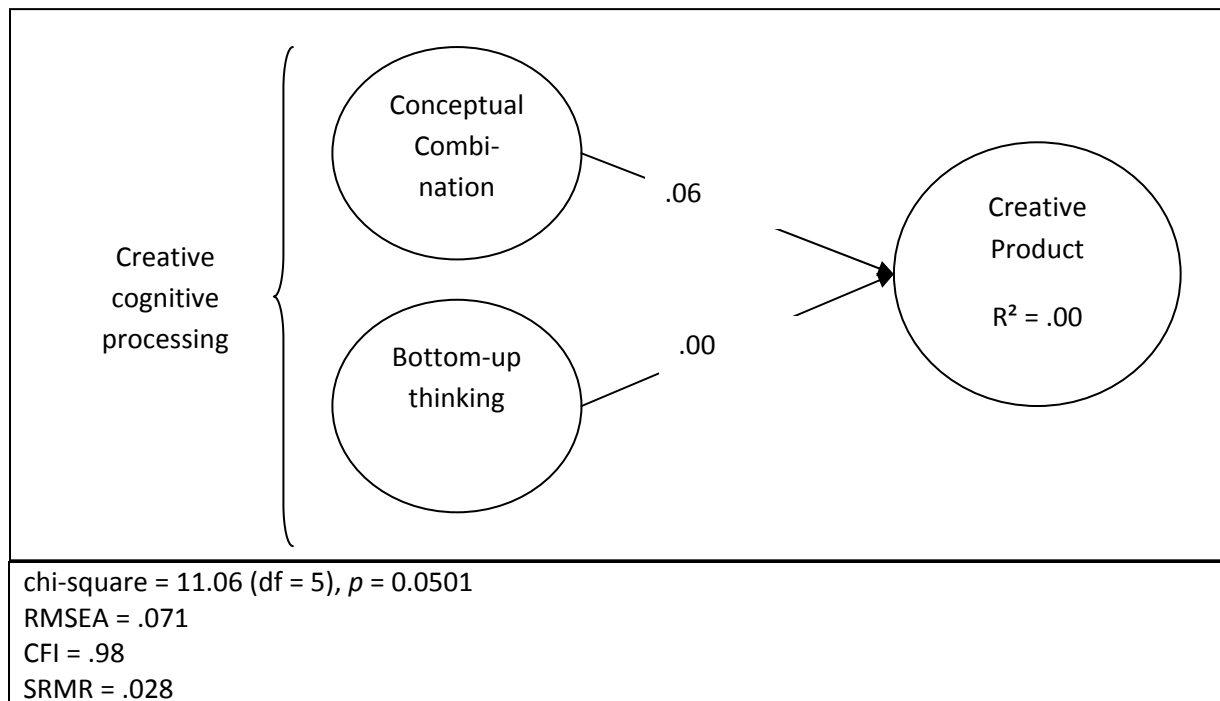 Conceptual
Combi-
nation
.06
Creative
Product
R² = .00
Creative
cognitive
processing
Bottom-up
thinking
.00
chi-square = 11.06 (df = 5), p = 0.0501
RMSEA = .071
CFI = .98
SRMR = .028